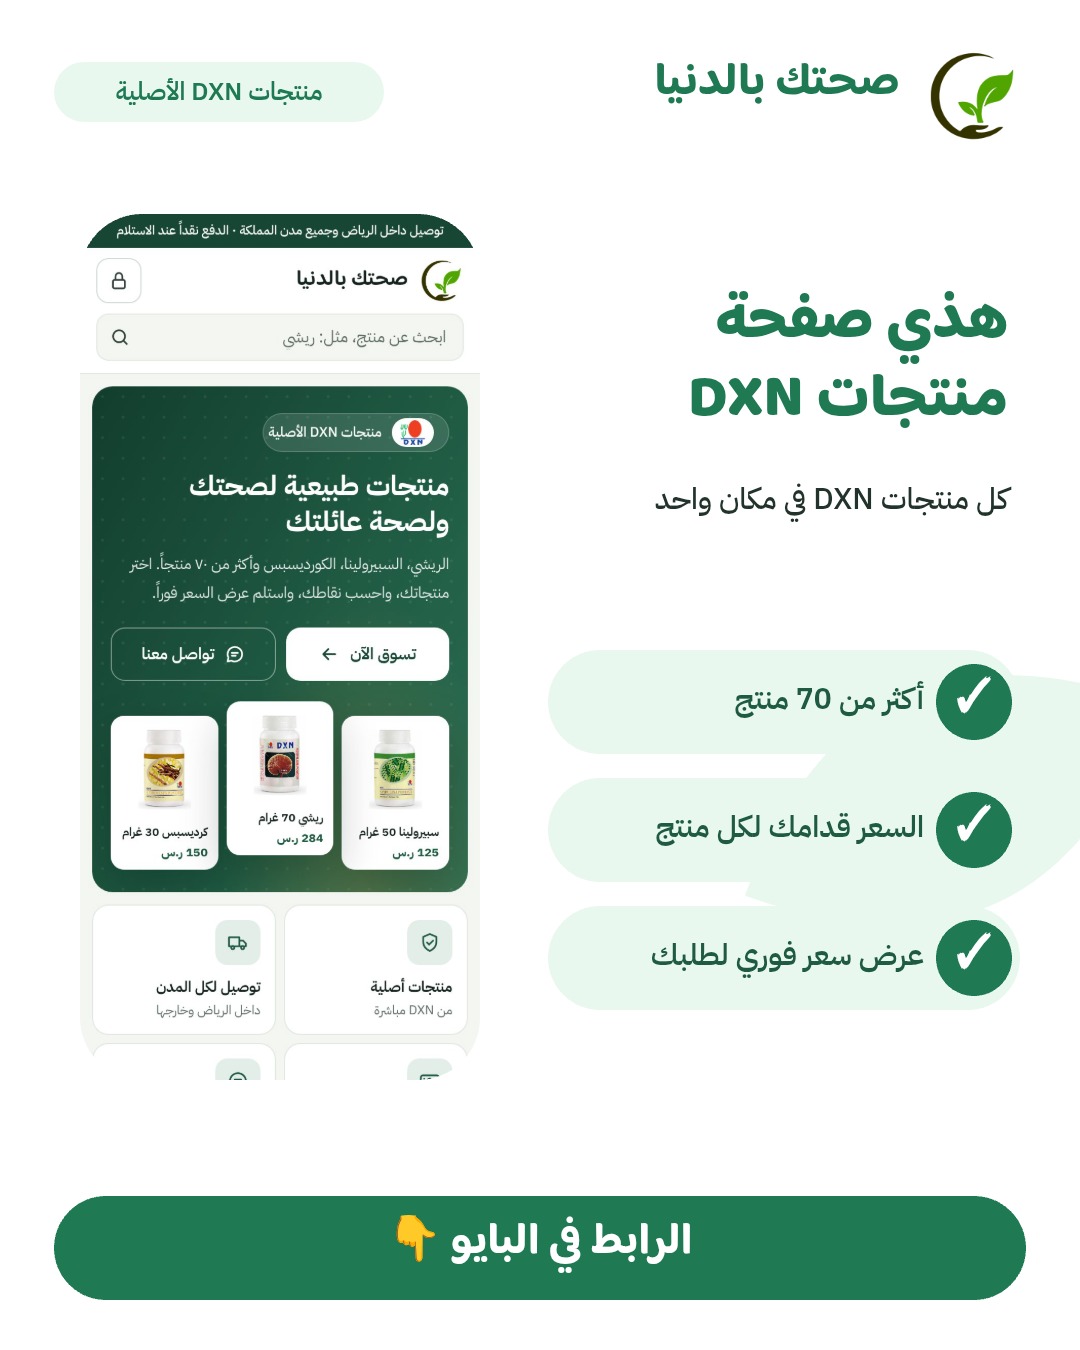 صحتك بالدنيا
منتجات DXN الأصلية
هذي صفحة
منتجات DXN
كل منتجات DXN في مكان واحد
أكثر من 70 منتج
السعر قدامك لكل منتج
عرض سعر فوري لطلبك
توصيل داخل الرياض وجميع مدن المملكة · الدفع نقداً عند الاستلام
صحتك بالدنيا
ابحث عن منتج، مثل: ريشي
DXN
منتجات DXN الأصلية
منتجات طبيعية لصحتك
ولصحة عائلتك
الريشي، السبيرولينا، الكورديسبس وأكثر من ٧٠ منتجاً. اختر
منتجاتك، واحسب نقاطك، واستلم عرض السعر فوراً.
تسوق الآن
تواصل معنا
سبيرولينا 50 غرام
125 ر.س
DXN
ريشي 70 غرام
284 ر.س
كرديسبس 30 غرام
150 ر.س
منتجات أصلية
من DXN مباشرة
توصيل لكل المدن
داخل الرياض وخارجها
الرابط في البايو 👇